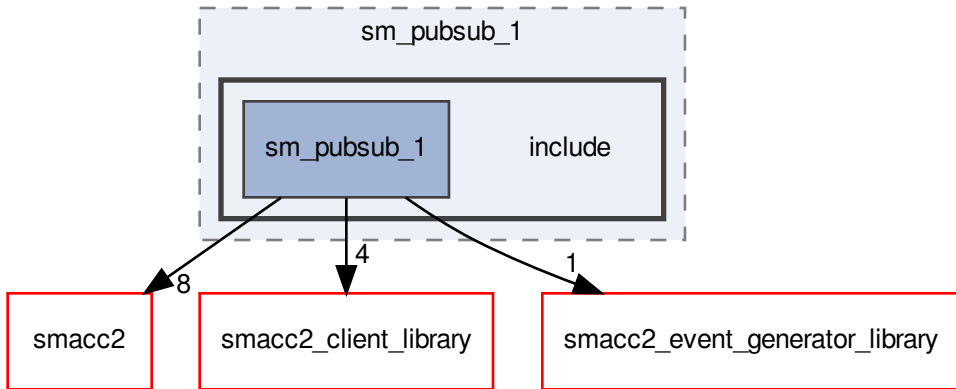 sm_pubsub_1
sm_pubsub_1
include
8
4
1
smacc2
smacc2_client_library
smacc2_event_generator_library